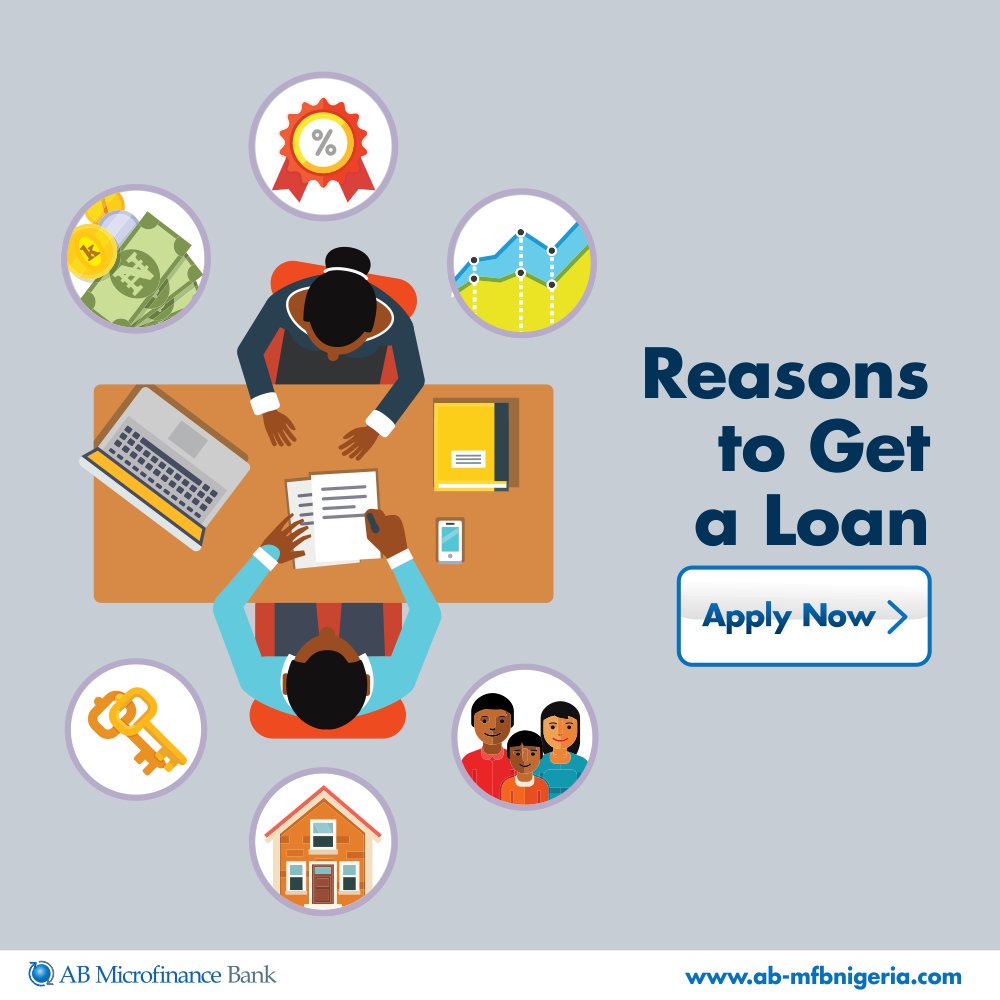 %
k
Reasons
to Get
a Loan
Apply Now
AB Microfinance Bank
www.ab-mfbnigeria.com